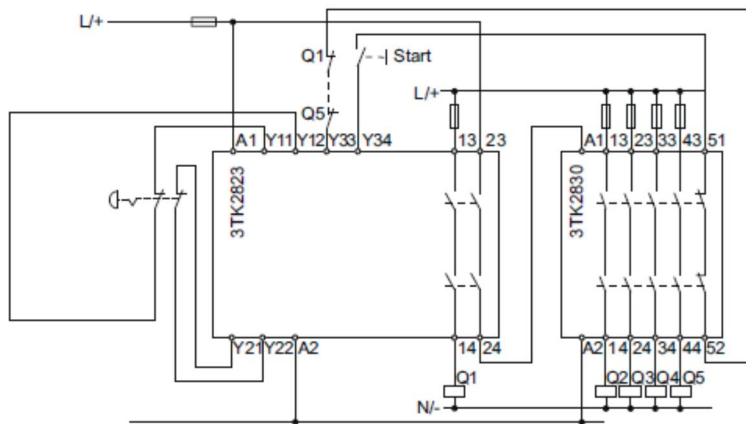 L/+
Q1 Start
L/+
Q5
A1 Y11 Y12 Y33 Y34 13 23 A1 13 23 33 43 51
3TK2823 3TK2830
Y21 Y22 A2 14 24 A2 14 24 34 44 52
Q1 Q2 Q3 Q4 Q5
N/-